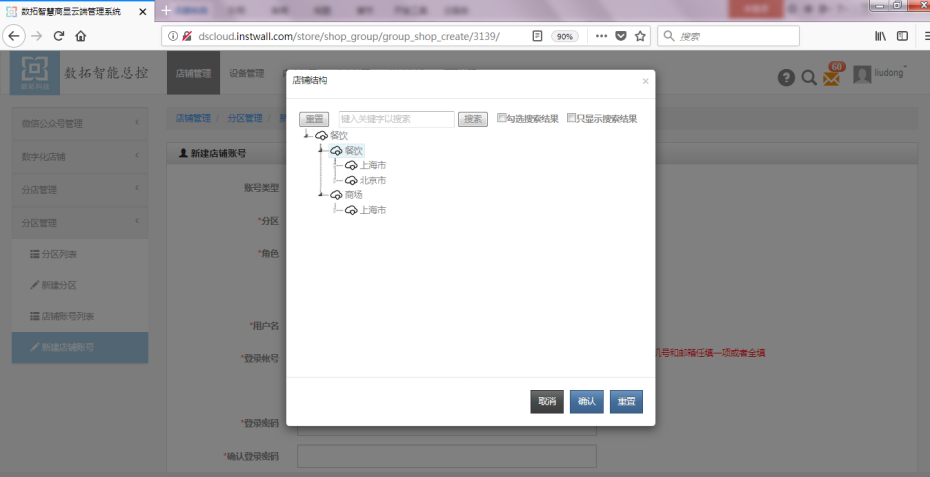 数拓智慧商显云端管理系统
dscloud.instwall.com/store/shop_group/group_shop_create/3139/
90%
搜索
数拓智能总控
数拓科技
店铺管理
设备管理
60
liudong
微信公众号管理
数字化店铺
分店管理
分区管理
分区列表
新建分区
店铺账号列表
新建店铺账号
店铺管理 / 分区管理 /
新建店铺账号
账号类型
*分区
*角色
*用户名
*登录帐号
机号和邮箱任填一项或者全填
*登录密码
*确认登录密码
店铺结构
×
重置
键入关键字以搜索
搜索
勾选搜索结果
只显示搜索结果
餐饮
餐饮
上海市
北京市
商场
上海市
取消
确认
重置